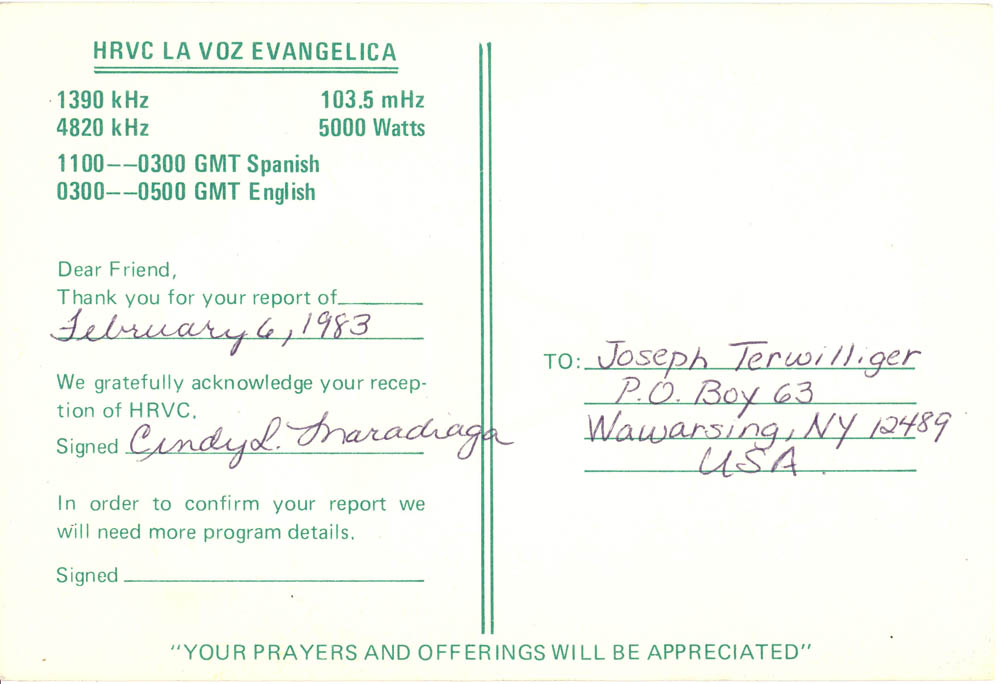 HRVC LA VOZ EVANGELICA
1390 kHz 103.5 mHz
4820 kHz 5000 Watts
1100––0300 GMT Spanish
0300––0500 GMT English
Dear Friend,
Thank you for your report of
February 6, 1983
We gratefully acknowledge your recep-
tion of HRVC.
Signed Cindy L. Maradiaga
In order to confirm your report we
will need more program details.
Signed
TO: Joseph Terwilliger
P.O. Boy 63
Wawarsing, NY 12489
USA
"YOUR PRAYERS AND OFFERINGS WILL BE APPRECIATED"